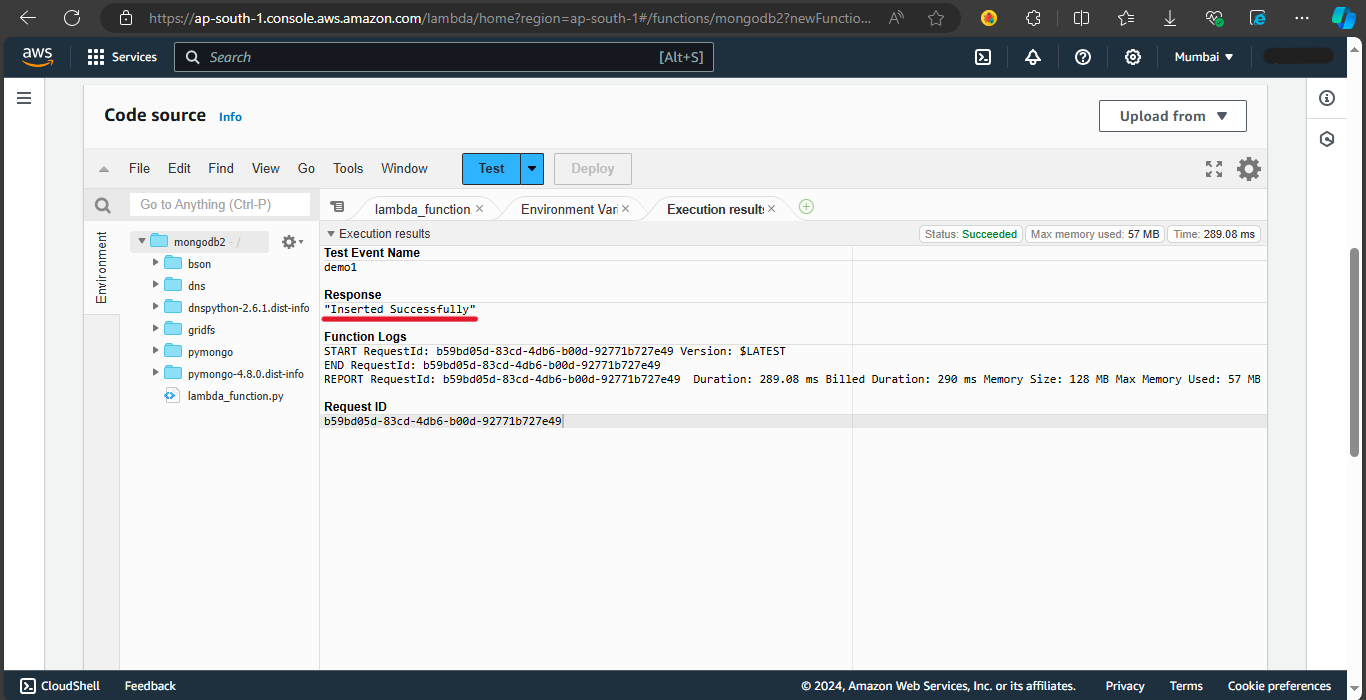 https://ap-south-1.console.aws.amazon.com/lambda/home?region=ap-south-1#/functions/mongodb2?newFunctio...
aws
Services
Search
[Alt+S]
Mumbai
Code source
Info
Upload from
File Edit Find View Go Tools Window
Test
Deploy
Go to Anything (Ctrl-P)
lambda_function
Environment Vari
Execution results
Environment
mongodb2 - /
bson
dns
dnspython-2.6.1.dist-info
gridfs
pymongo
pymongo-4.8.0.dist-info
lambda_function.py
Execution results
Status: Succeeded
Max memory used: 57 MB
Time: 289.08 ms
Test Event Name
demo1
Response
"Inserted Successfully"
Function Logs
START RequestId: b59bd05d-83cd-4db6-b00d-92771b727e49 Version: $LATEST
END RequestId: b59bd05d-83cd-4db6-b00d-92771b727e49
REPORT RequestId: b59bd05d-83cd-4db6-b00d-92771b727e49 Duration: 289.08 ms Billed Duration: 290 ms Memory Size: 128 MB Max Memory Used: 57 MB
Request ID
b59bd05d-83cd-4db6-b00d-92771b727e49
CloudShell
Feedback
© 2024, Amazon Web Services, Inc. or its affiliates.
Privacy
Terms
Cookie preferences